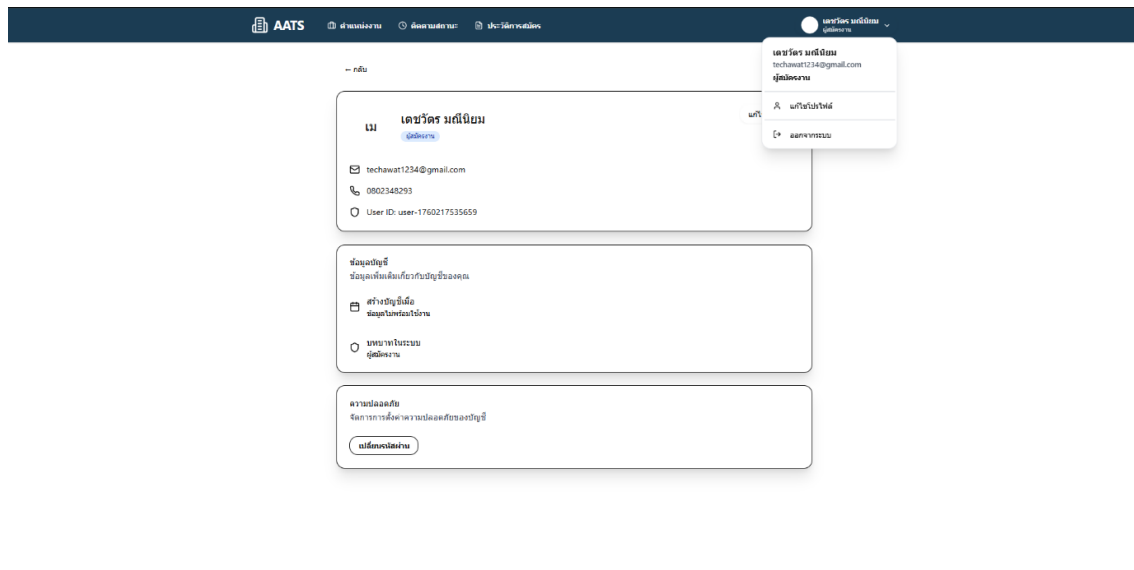 AATS
ตำแหน่งงาน
ติดตามสถานะ
ประวัติการสมัคร
เดชวัตร มณีนิยม
ผู้สมัครงาน
เดชวัตร มณีนิยม
techawat1234@gmail.com
ผู้สมัครงาน
แก้ไขโปรไฟล์
ออกจากระบบ
← กลับ
เม
เดชวัตร มณีนิยม
ผู้สมัครงาน
techawat1234@gmail.com
0802348293
User ID: user-1760217535659
ข้อมูลบัญชี
ข้อมูลเพิ่มเติมเกี่ยวกับบัญชีของคุณ
สร้างบัญชีเมื่อ
ข้อมูลไม่พร้อมใช้งาน
บทบาทในระบบ
ผู้สมัครงาน
ความปลอดภัย
จัดการการตั้งค่าความปลอดภัยของบัญชี
เปลี่ยนรหัสผ่าน